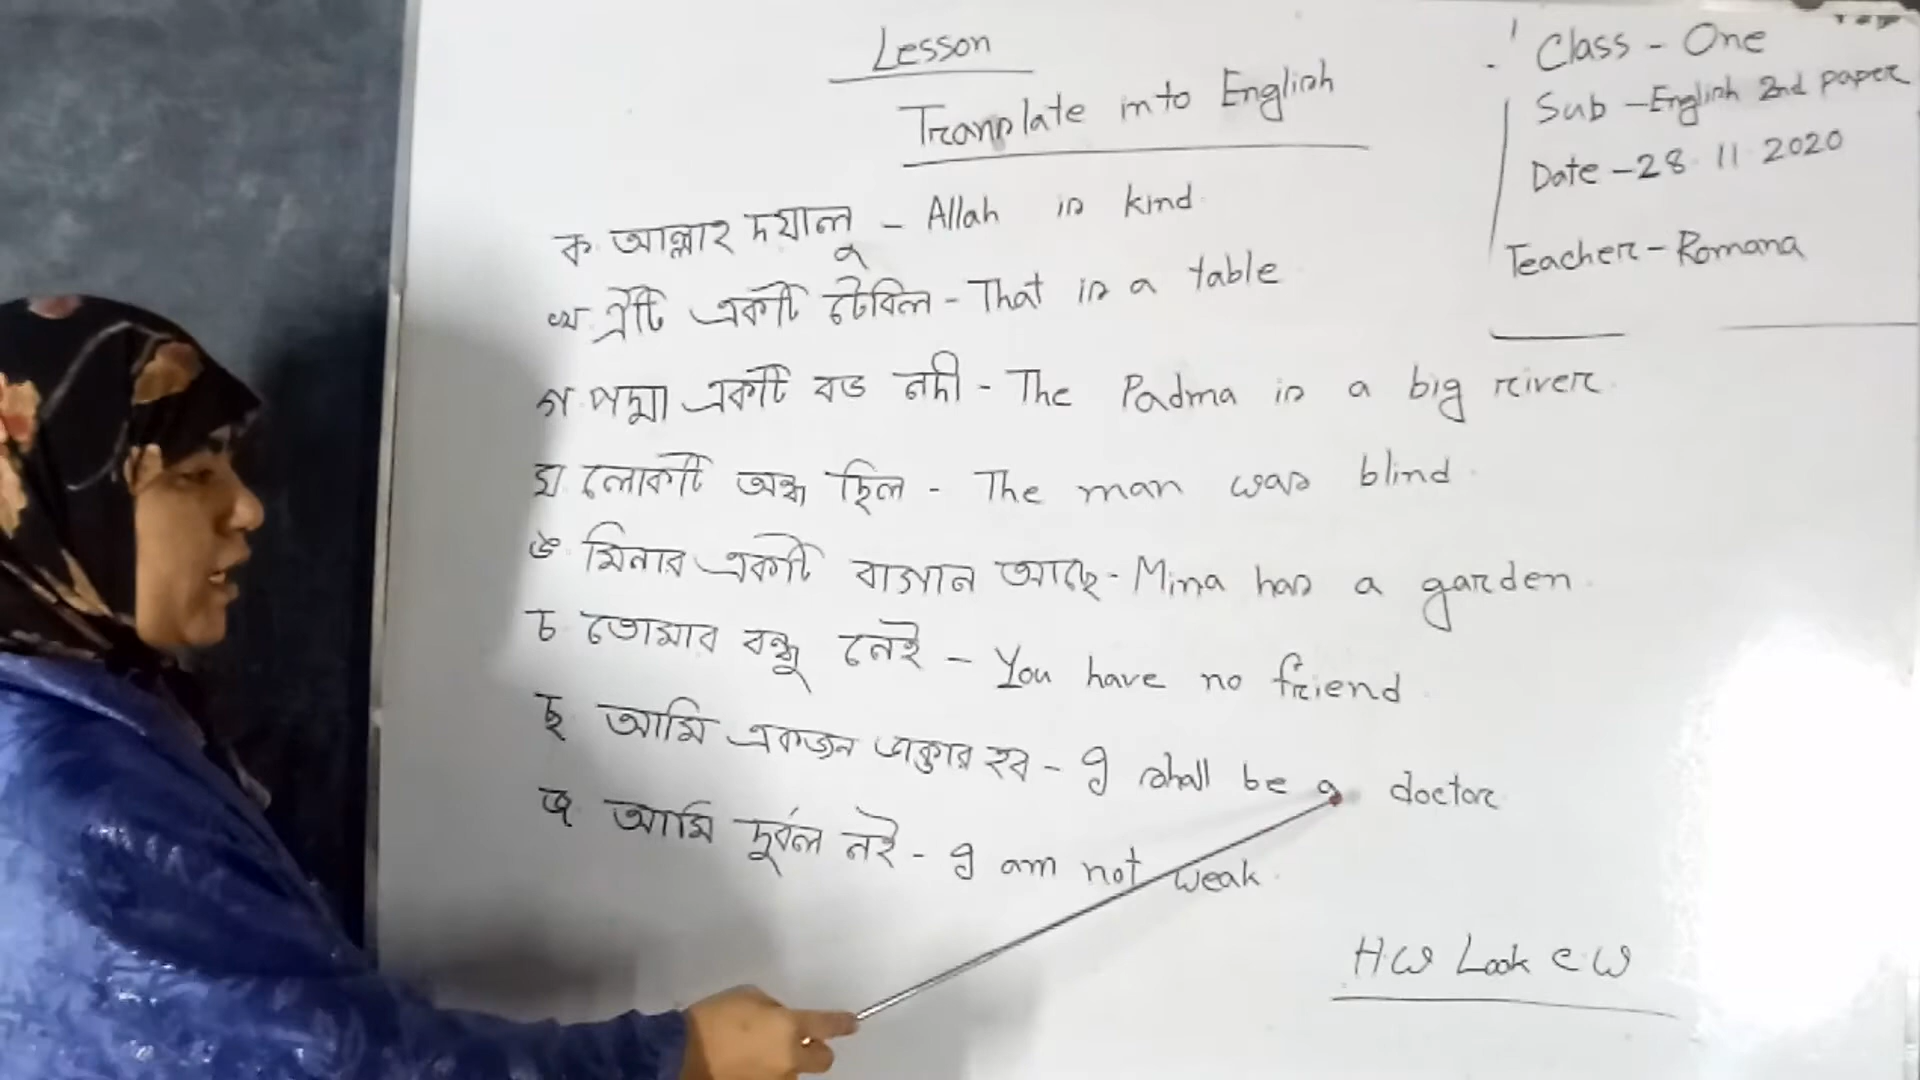 Lesson
Translate into English
Class - One
Sub - English 2nd paper
Date - 28 11 2020
Teacher - Romana
ক. আল্লাহ দয়ালু - Allah is kind.
খ. ঐটি একটি টেবিল - That is a table
গ. পদ্মা একটি বড নদী - The Padma is a big river.
ঘ. লোকটি অন্ধ ছিল - The man was blind.
ঙ. মিনার একটি বাগান আছে - Mina has a garden.
চ. তোমার বন্ধু নেই - You have no friend.
ছ আমি একজন ডাক্তার হব - I shall be a doctor
জ. আমি দুর্বল নই - I am not weak.
H.W Look C.W